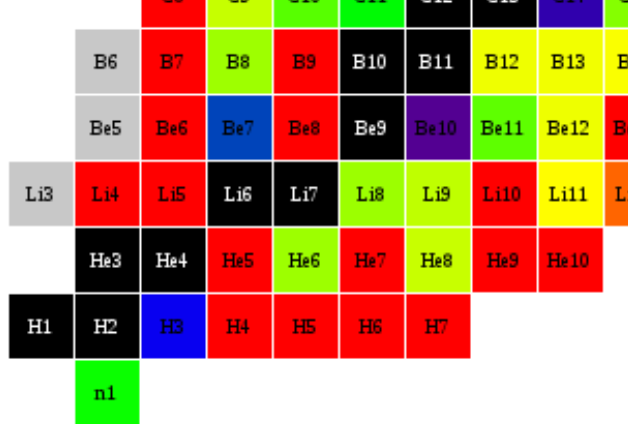 B6 B7 B8 B9 B10 B11 B12 B13
Be5 Be6 Be7 Be8 Be9 Be10 Be11 Be12
Li3 Li4 Li5 Li6 Li7 Li8 Li9 Li10 Li11
He3 He4 He5 He6 He7 He8 He9 He10
H1 H2 H3 H4 H5 H6 H7
n1